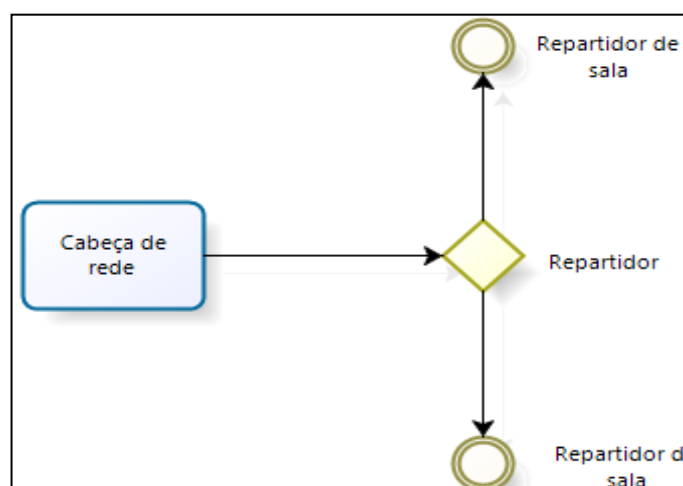 Repartidor de
sala
Cabeça de
rede
Repartidor
Repartidor d
sala